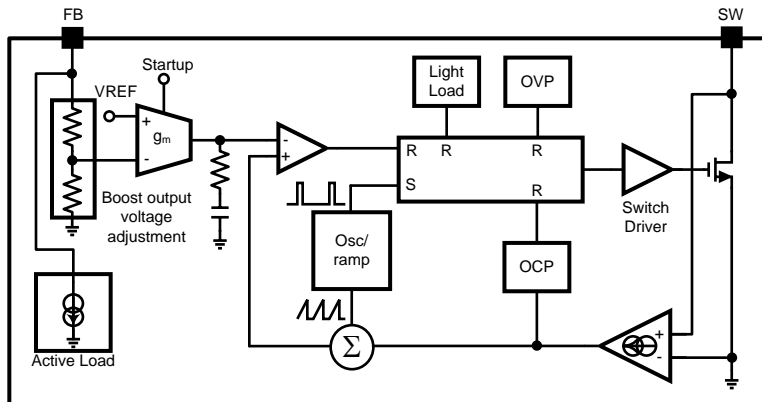 FB
SW
Startup
VREF
+
gm
-
Light
Load
OVP
-
+
R
R
R
S
R
Boost output
voltage
adjustment
Osc/
ramp
OCP
Switch
Driver
Σ
+
-
Active Load